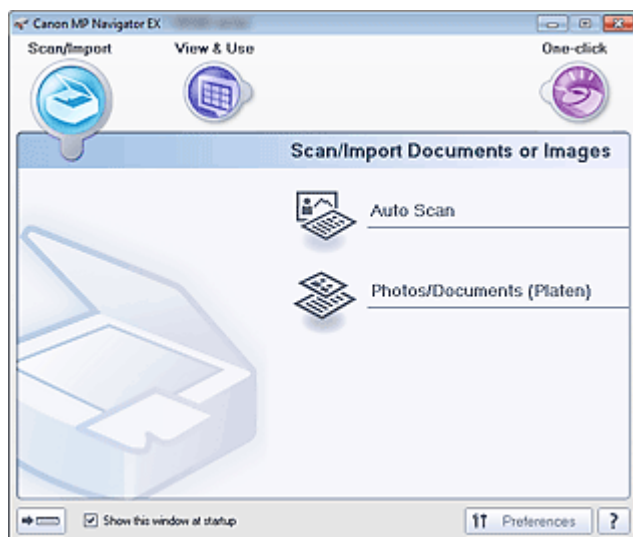 Canon MP Navigator EX
Scan/Import
View & Use
One-click
Scan/Import Documents or Images
Auto Scan
Photos/Documents (Platen)
Show this window at startup
Preferences
?